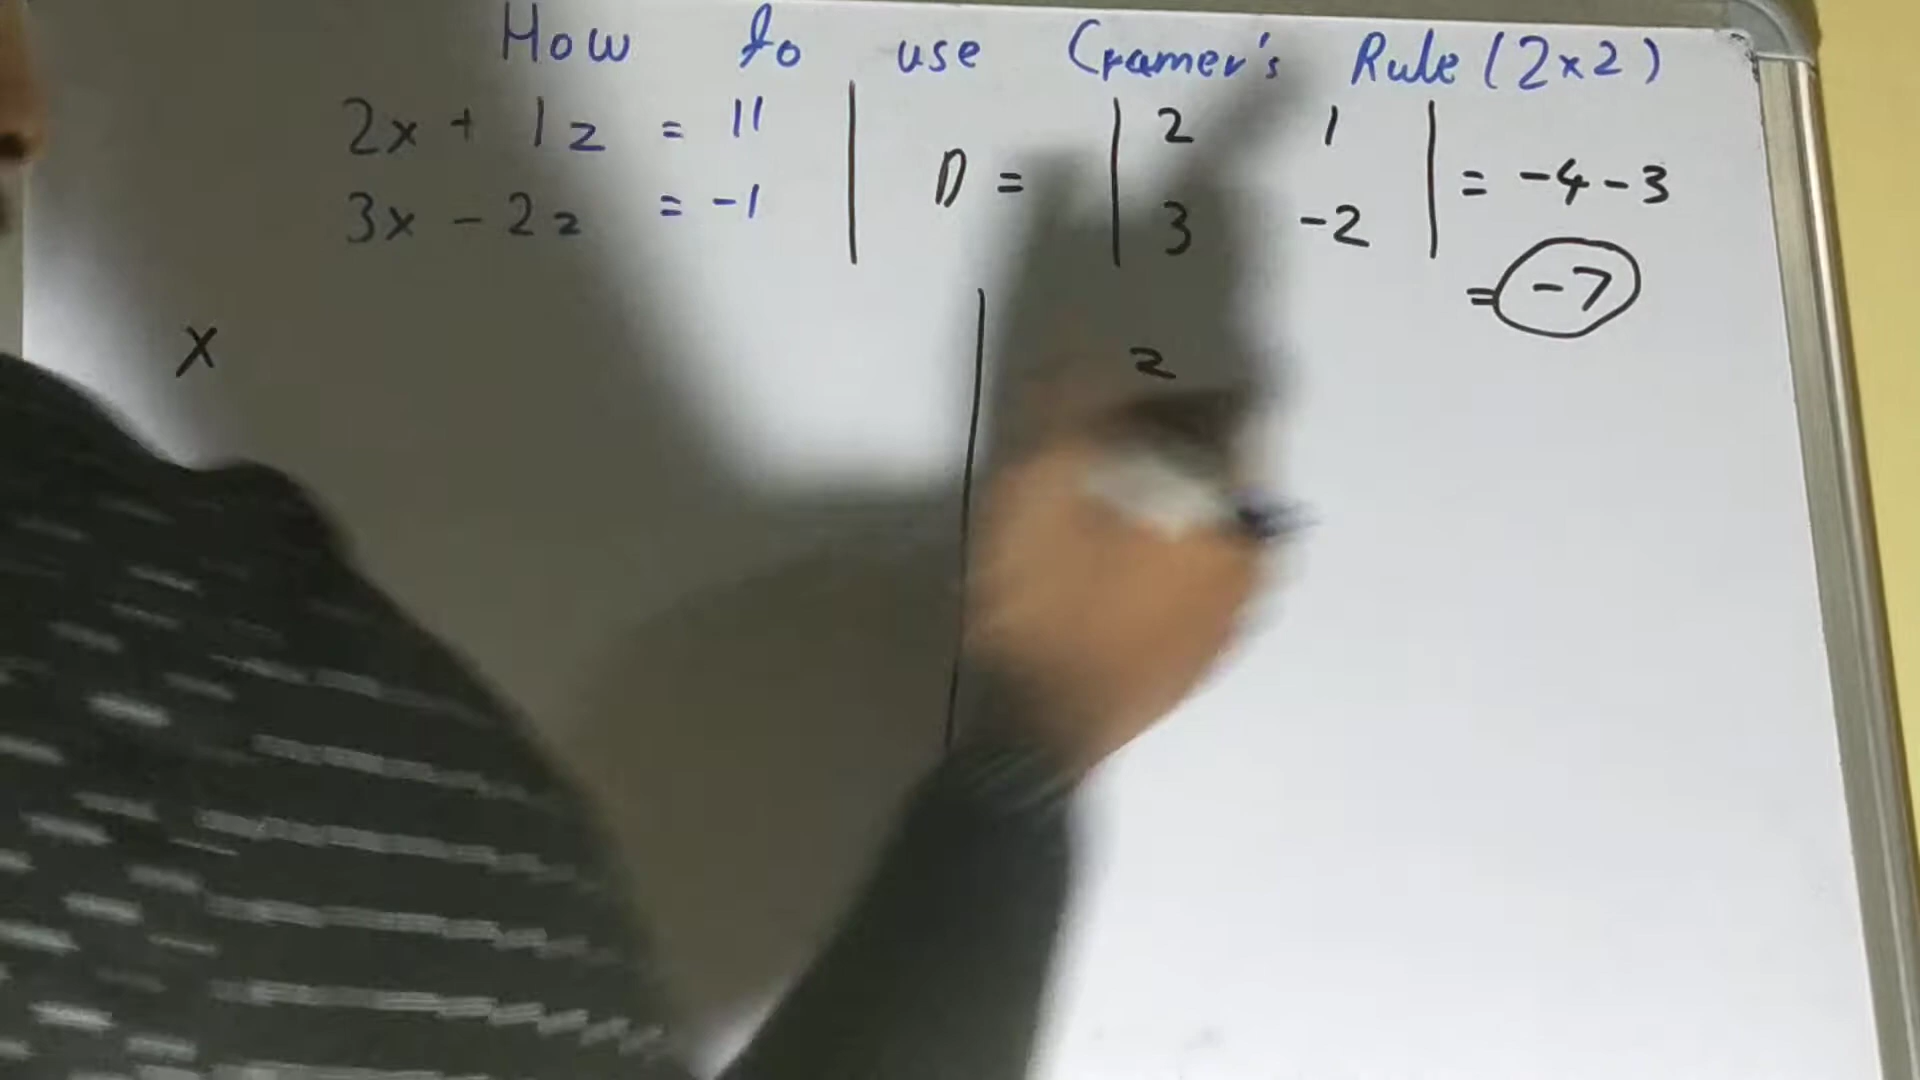 How to use Cramer's Rule (2x2)
2x + 1z = 11
3x - 2z = -1
D = | 2 1 | = -4-3
| 3 -2 |
= -7
x
z